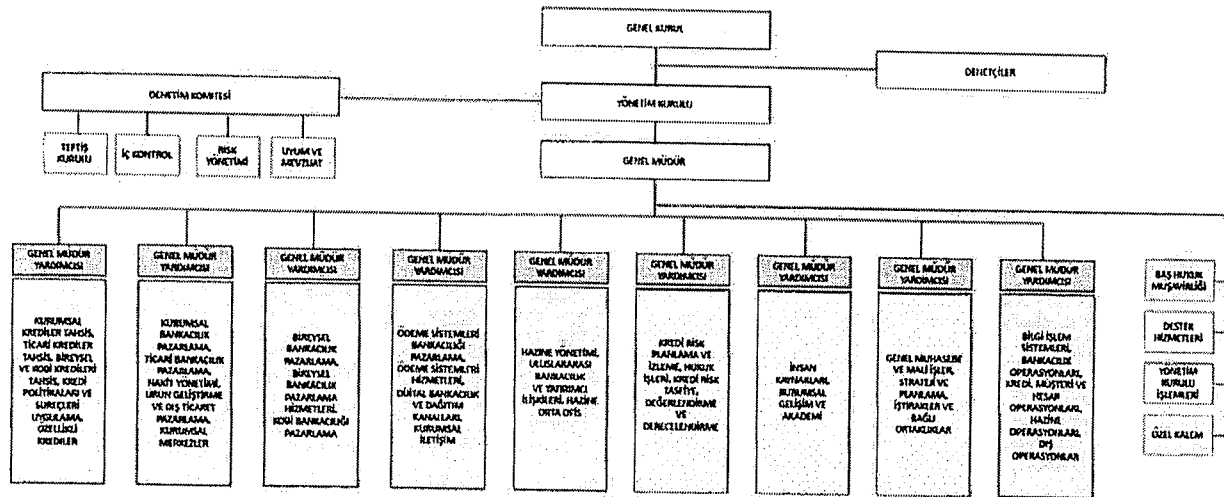 GENEL KURUL
DENETÇİLER
DENETİM KOMİTESİ
YÖNETİM KURULU
TEFTİŞ
KURULU
İÇ KONTROL
RİSK
YÖNETİMİ
UYUM VE
MEVZUAT
GENEL MÜDÜR
GENEL MÜDÜR
YARDIMCISI
KURUMSAL
KREDİLER TAHSİS,
TİCARİ KREDİLER
TAHSİS, BİREYSEL
VE KOBİ KREDİLERİ
TAHSİS, KREDİ
POLİTİKALARI VE
SÜREÇLERİ
UYGULAMA,
ÖZELLİKLİ
KREDİLER
GENEL MÜDÜR
YARDIMCISI
KURUMSAL
BANKACILIK
PAZARLAMA,
TİCARİ BANKACILIK
PAZARLAMA,
NAKİT YÖNETİMİ,
ÜRÜN GELİŞTİRME
VE DIŞ TİCARET
PAZARLAMA,
KURUMSAL
MERKEZLER
GENEL MÜDÜR
YARDIMCISI
BİREYSEL
BANKACILIK
PAZARLAMA,
BİREYSEL
BANKACILIK
PAZARLAMA
HİZMETLERİ,
KOBİ BANKACILIĞI
PAZARLAMA
GENEL MÜDÜR
YARDIMCISI
ÖDEME SİSTEMLERİ
BANKACILIĞI
PAZARLAMA,
ÖDEME SİSTEMLERİ
HİZMETLERİ,
DİJİTAL BANKACILIK
VE DAĞITIM
KANALLARI,
KURUMSAL
İLETİŞİM
GENEL MÜDÜR
YARDIMCISI
HAZİNE YÖNETİMİ,
ULUSLARARASI
BANKACILIK
VE YATIRIMCI
İLİŞKİLERİ, HAZİNE
ORTA OFİS
GENEL MÜDÜR
YARDIMCISI
KREDİ RİSK
PLANLAMA VE
İZLEME, HUKUK
İŞLERİ, KREDİ RİSK
TASFİYE,
DEĞERLENDİRME
VE
DERECELENDİRME
GENEL MÜDÜR
YARDIMCISI
İNSAN
KAYNAKLARI,
KURUMSAL
GELİŞİM VE
AKADEMİ
GENEL MÜDÜR
YARDIMCISI
GENEL MUHASEBE
VE MALİ İŞLER,
STRATEJİ VE
PLANLAMA,
İŞTİRAKLER VE
BAĞLI
ORTAKLIKLAR
GENEL MÜDÜR
YARDIMCISI
BİLGİ İŞLEM
SİSTEMLERİ,
BANKACILIK
OPERASYONLARI,
KREDİ, MÜŞTERİ VE
HESAP
OPERASYONLARI,
HAZİNE
OPERASYONLARI,
DIŞ
OPERASYONLAR
BAŞ HUKUK
MÜŞAVİRLİĞİ
DESTEK
HİZMETLERİ
YÖNETİM
KURULU
İŞLEMLERİ
ÖZEL KALEM